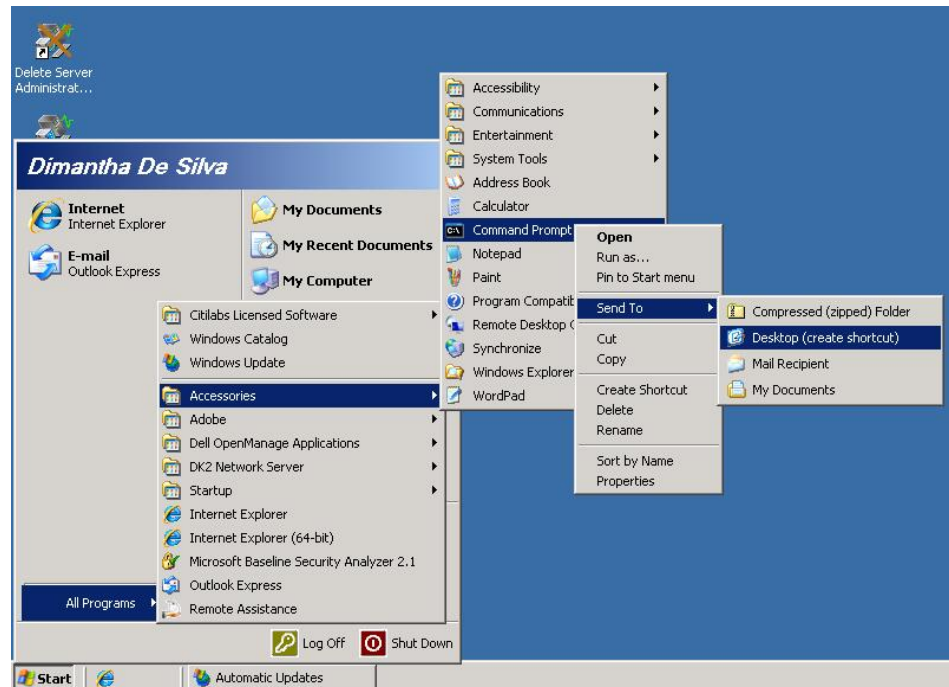 Delete Server
Administrat...
Dimantha De Silva
Internet
Internet Explorer
E-mail
Outlook Express
My Documents
My Recent Documents
My Computer
Citilabs Licensed Software
Windows Catalog
Windows Update
Accessories
Adobe
Dell OpenManage Applications
DK2 Network Server
Startup
Internet Explorer
Internet Explorer (64-bit)
Microsoft Baseline Security Analyzer 2.1
Outlook Express
Remote Assistance
All Programs
Log Off
Shut Down
Start
Automatic Updates
Accessibility
Communications
Entertainment
System Tools
Address Book
Calculator
Command Prompt
Notepad
Paint
Program Compatib
Remote Desktop C
Synchronize
Windows Explorer
WordPad
Open
Run as...
Pin to Start menu
Send To
Cut
Copy
Create Shortcut
Delete
Rename
Sort by Name
Properties
Compressed (zipped) Folder
Desktop (create shortcut)
Mail Recipient
My Documents